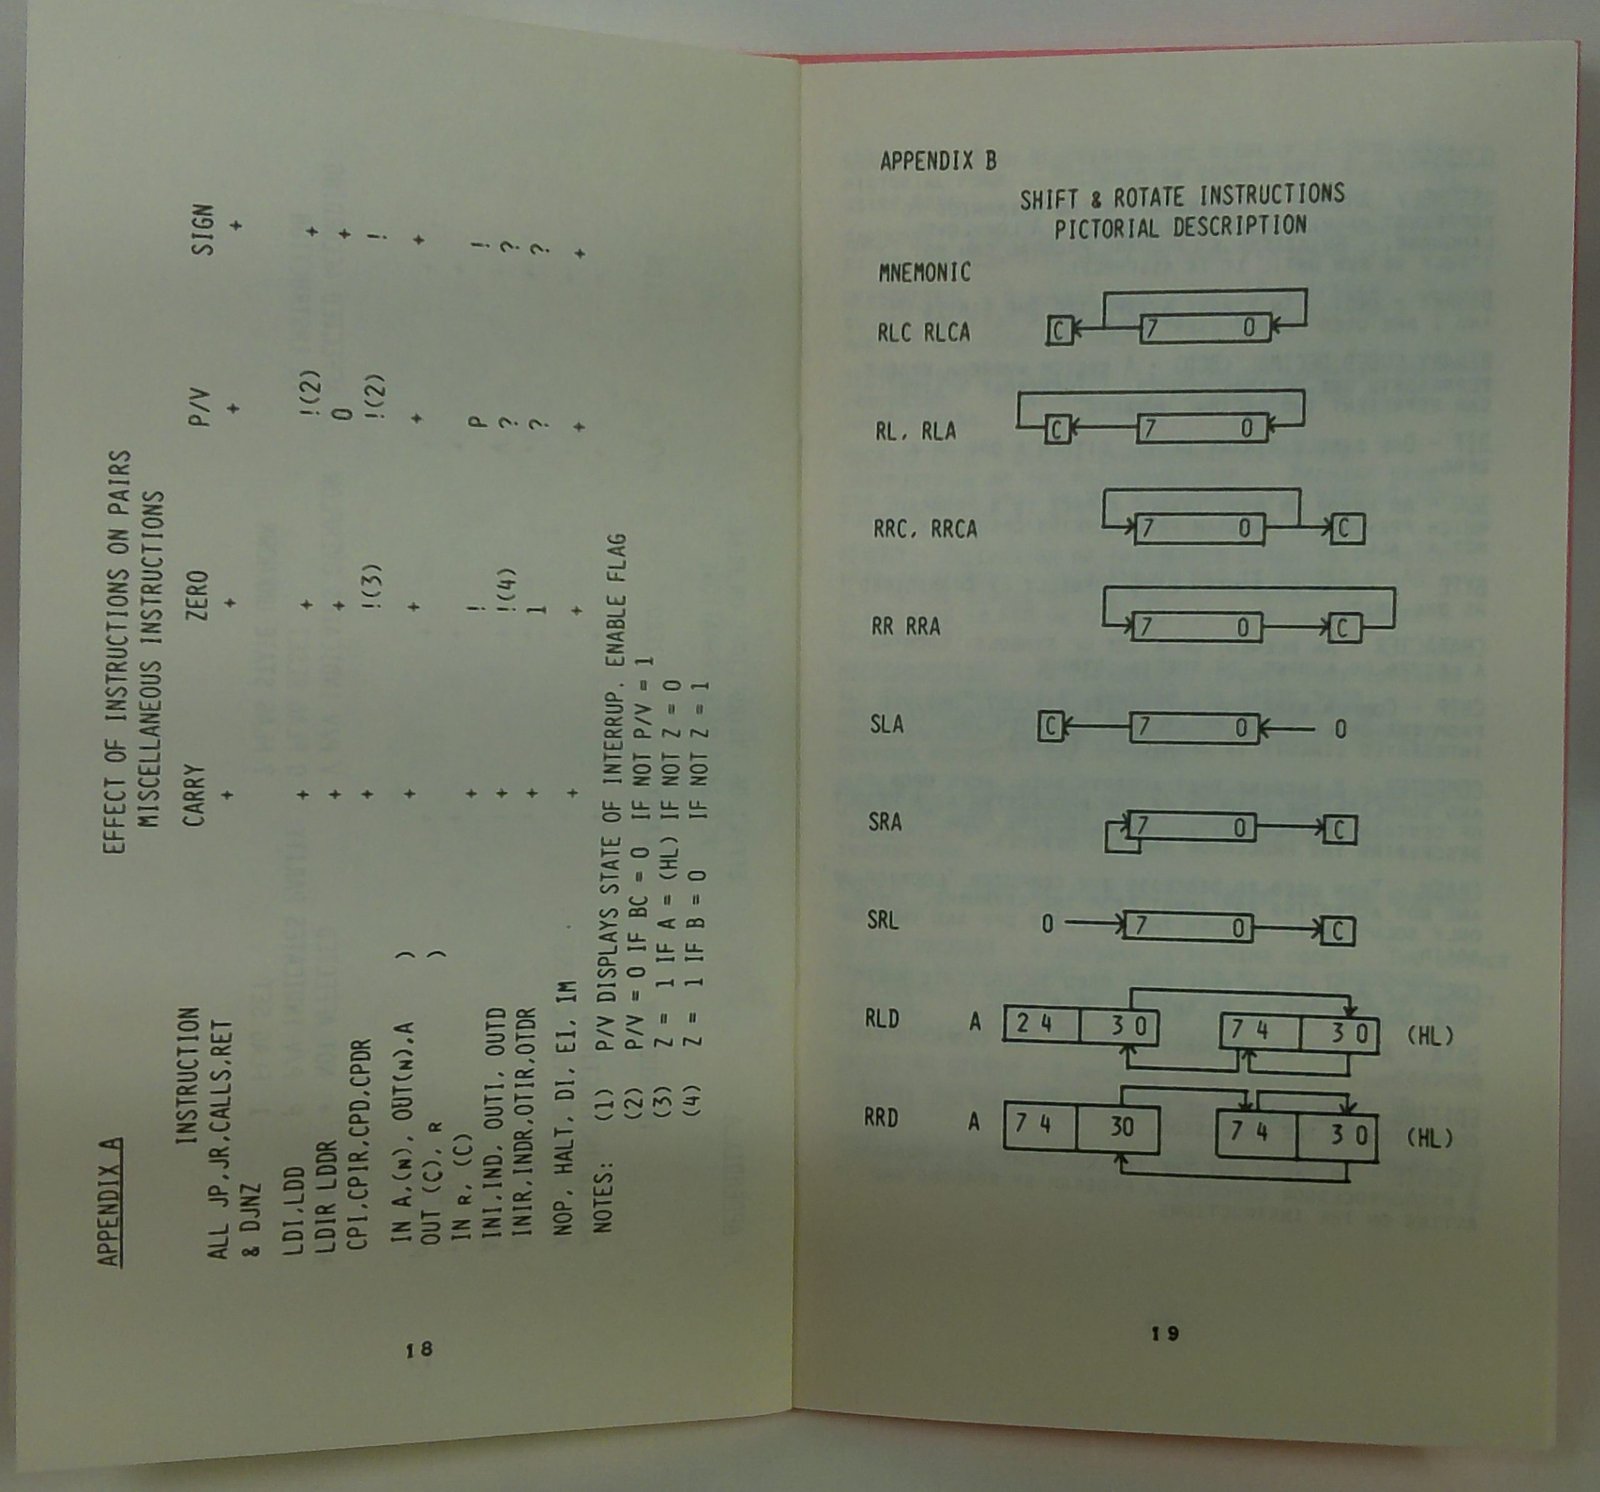 APPENDIX A
EFFECT OF INSTRUCTIONS ON PAIRS
MISCELLANEOUS INSTRUCTIONS
INSTRUCTION CARRY ZERO P/V SIGN
ALL JP,JR,CALLS,RET + + + +
& DJNZ
LDI,LDD + + !(2) +
LDIR LDDR + + 0 +
CPI,CPIR,CPD,CPDR + !(3) !(2) !
IN A,(N), OUT(N),A ) + + + +
OUT (C), R )
IN R, (C) + ! P !
INI,IND, OUTI, OUTD + !(4) ? ?
INIR,INDR,OTIR,OTDR + 1 ? ?
NOP, HALT, DI, EI, IM + + + +
NOTES: (1) P/V DISPLAYS STATE OF INTERRUP. ENABLE FLAG
(2) P/V = 0 IF BC = 0 IF NOT P/V = 1
(3) Z = 1 IF A = (HL) IF NOT Z = 0
(4) Z = 1 IF B = 0 IF NOT Z = 1
18
APPENDIX B
SHIFT & ROTATE INSTRUCTIONS
PICTORIAL DESCRIPTION
MNEMONIC
RLC RLCA C 7 0
RL, RLA C 7 0
RRC, RRCA 7 0 C
RR RRA 7 0 C
SLA C 7 0 0
SRA 7 0 C
SRL 0 7 0 C
RLD A 2 4 3 0 7 4 3 0 (HL)
RRD A 7 4 30 7 4 3 0 (HL)
19